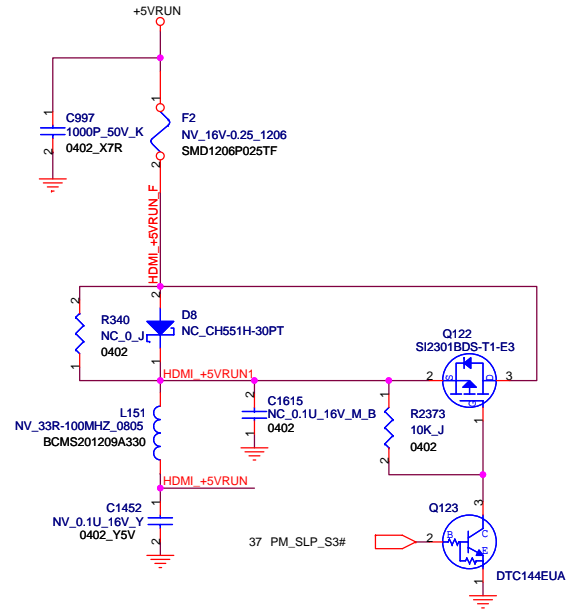 +5VRUN
1
C997
1000P_50V_K
0402_X7R
2
1
F2
NV_16V-0.25_1206
SMD1206P025TF
2
HDMI_+5VRUN_F
2
R340
NC_0_J
0402
1
2
D8
NC_CH551H-30PT
1
HDMI_+5VRUN1
Q122
SI2301BDS-T1-E3
2
S
D
3
G
1
L151
NV_33R-100MHZ_0805
BCMS201209A330
2
C1615
NC_0.1U_16V_M_B
0402
1
1
R2373
10K_J
0402
2
HDMI_+5VRUN
1
C1452
NV_0.1U_16V_Y
0402_Y5V
2
Q123
3
37 PM_SLP_S3#
2
B
C
E
DTC144EUA
1